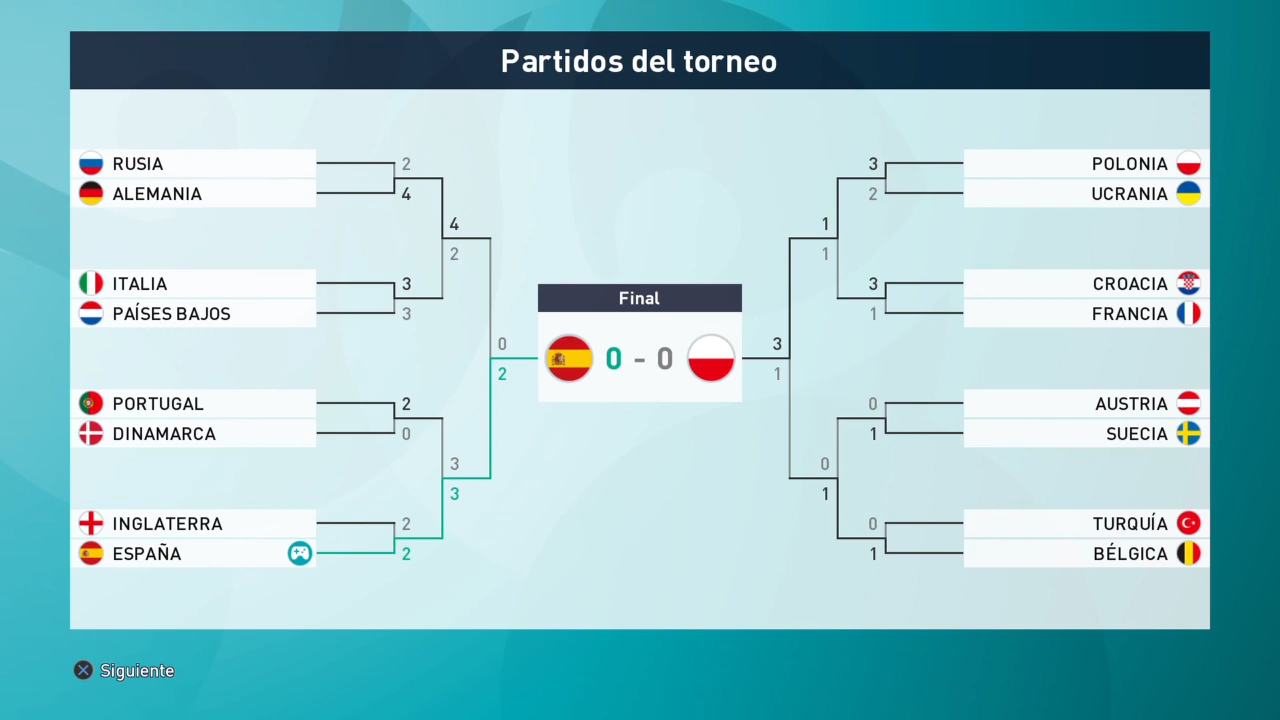 Partidos del torneo
RUSIA 2
ALEMANIA 4
4
2
ITALIA 3
PAÍSES BAJOS 3
0
2
PORTUGAL 2
DINAMARCA 0
3
3
INGLATERRA 2
ESPAÑA 2
Final
0 - 0
3 POLONIA
2 UCRANIA
1
1
3 CROACIA
1 FRANCIA
3
1
0 AUSTRIA
1 SUECIA
0
1
0 TURQUÍA
1 BÉLGICA
Siguiente